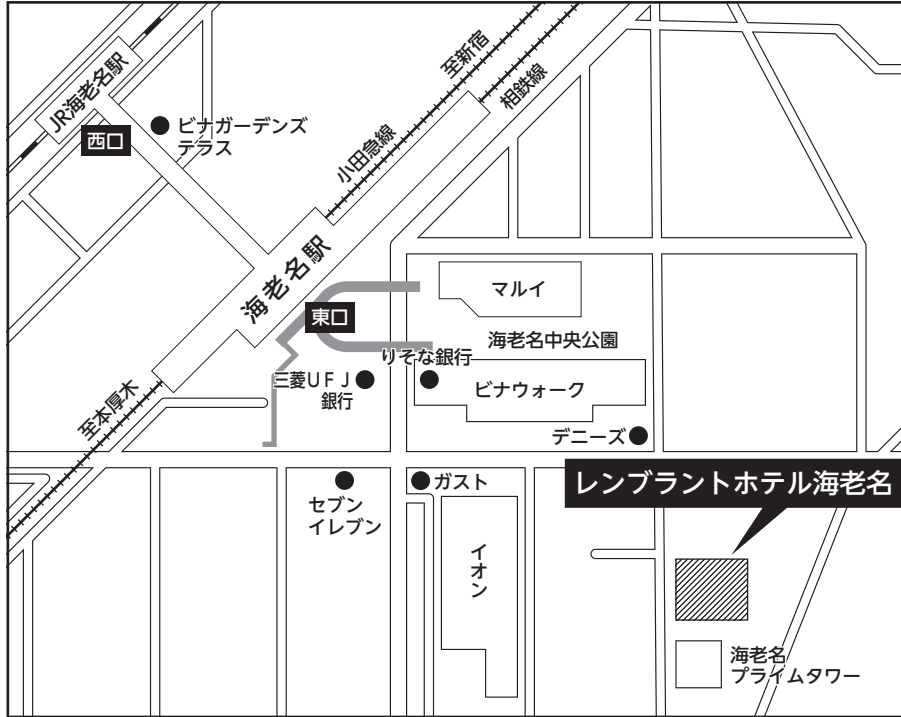 至新宿
JR海老名駅
相鉄線
ビナガーデンズ
テラス
西口
小田急線
海老名駅
マルイ
東口
海老名中央公園
りそな銀行
三菱UFJ
銀行
ビナウォーク
至本厚木
デニーズ
レンブラントホテル海老名
ガスト
セブン
イレブン
イオン
海老名
プライムタワー